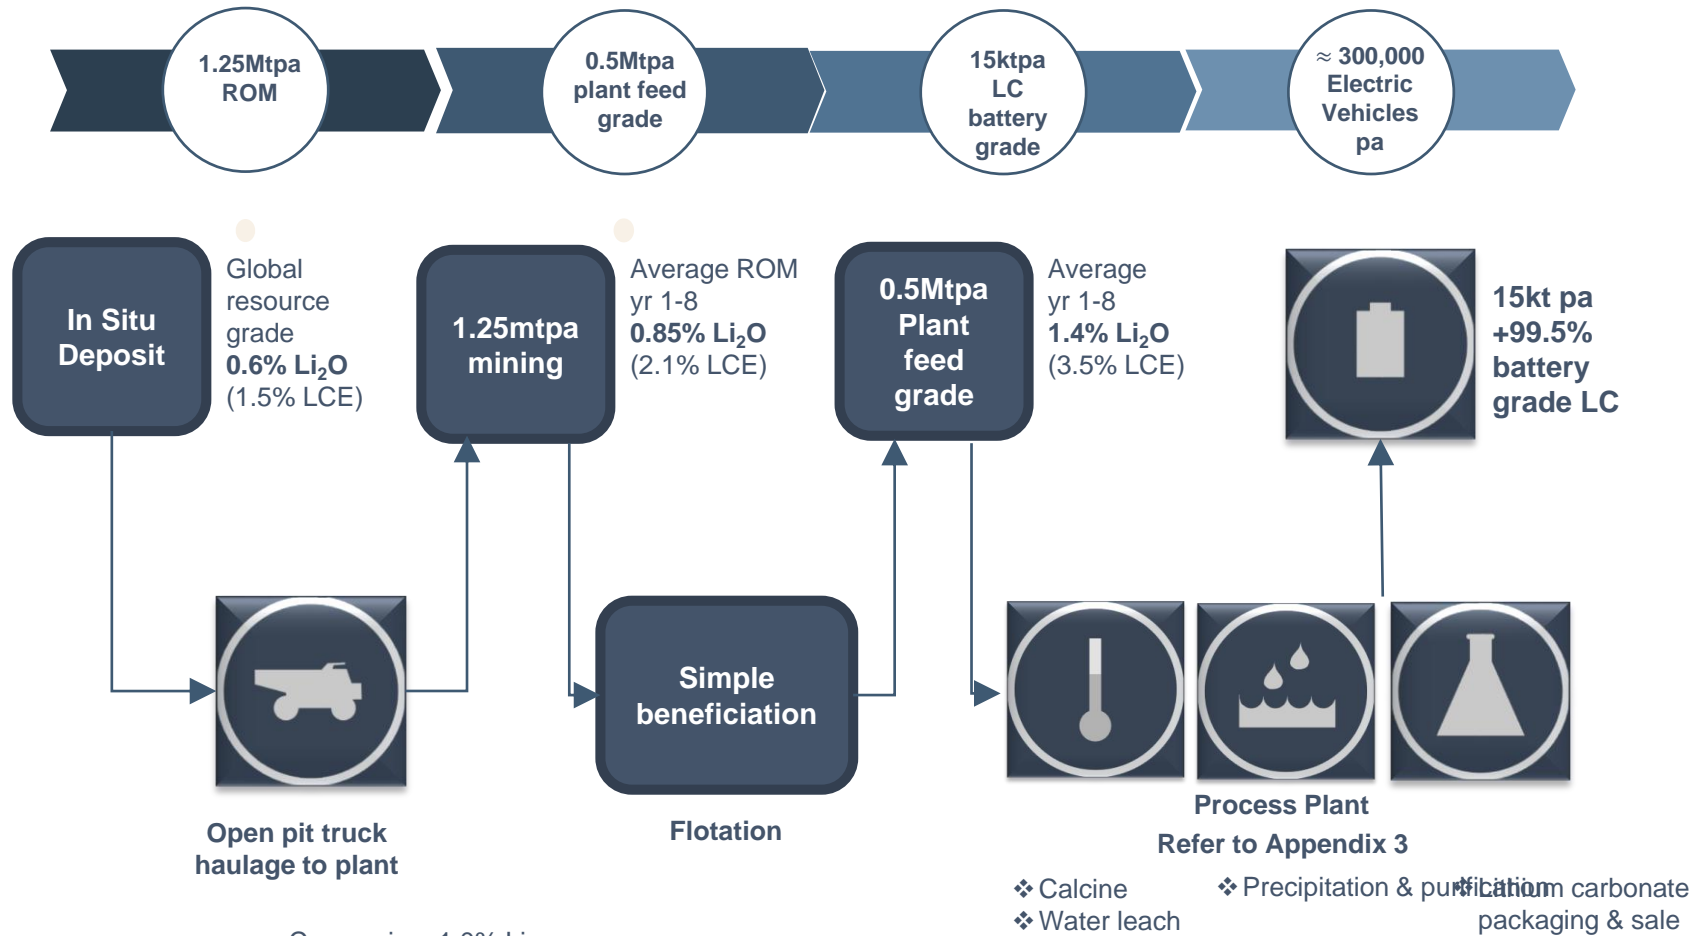 1.25Mtpa
ROM
0.5Mtpa
plant feed
grade
15ktpa
LC
battery
grade
≈ 300,000
Electric
Vehicles
pa
In Situ
Deposit
Global
resource
grade
0.6% Li₂O
(1.5% LCE)
1.25mtpa
mining
Average ROM
yr 1-8
0.85% Li₂O
(2.1% LCE)
0.5Mtpa
Plant
feed
grade
Average
yr 1-8
1.4% Li₂O
(3.5% LCE)
15kt pa
+99.5%
battery
grade LC
Open pit truck
haulage to plant
Simple
beneficiation
Flotation
Process Plant
Refer to Appendix 3
❖ Calcine
❖ Water leach
❖ Precipitation & purification
❖ Lithium carbonate
packaging & sale